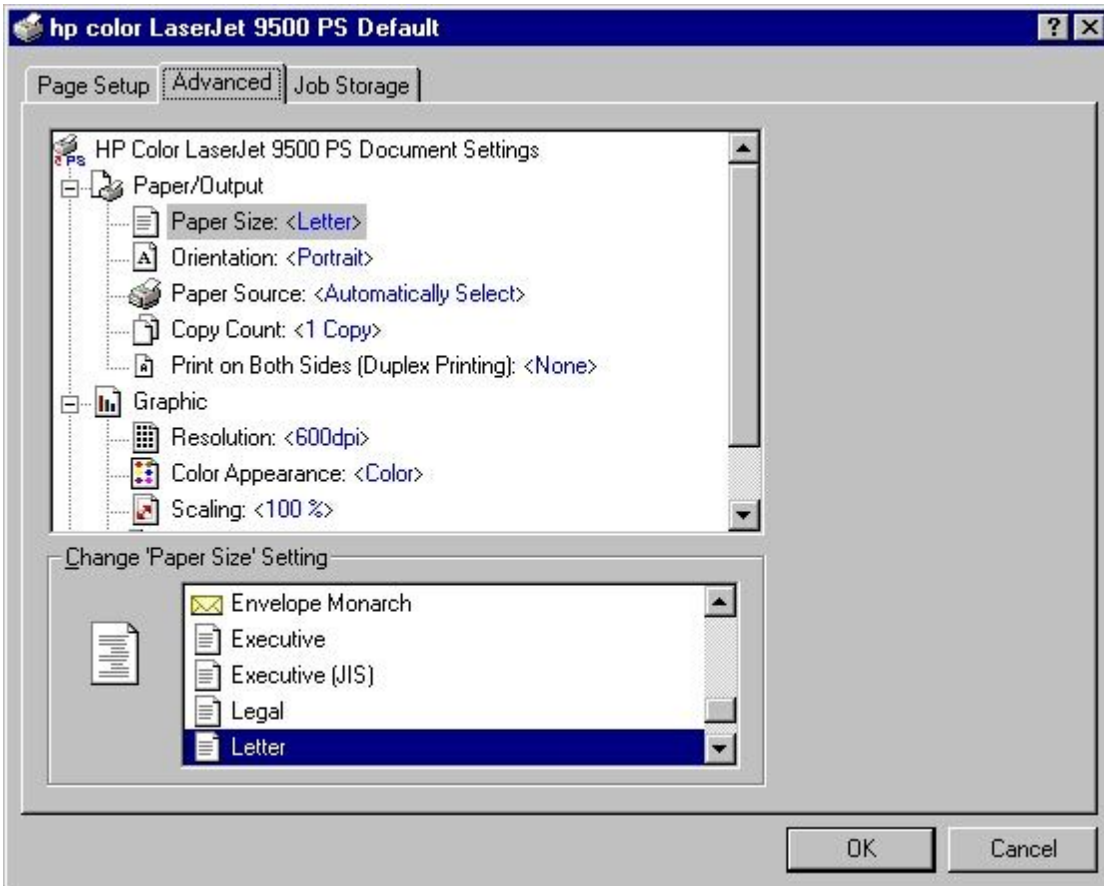 hp color LaserJet 9500 PS Default
Page Setup Advanced Job Storage
HP Color LaserJet 9500 PS Document Settings
Paper/Output
Paper Size: <Letter>
Orientation: <Portrait>
Paper Source: <Automatically Select>
Copy Count: <1 Copy>
Print on Both Sides (Duplex Printing): <None>
Graphic
Resolution: <600dpi>
Color Appearance: <Color>
Scaling: <100 %>
Change 'Paper Size' Setting
Envelope Monarch
Executive
Executive (JIS)
Legal
Letter
OK Cancel